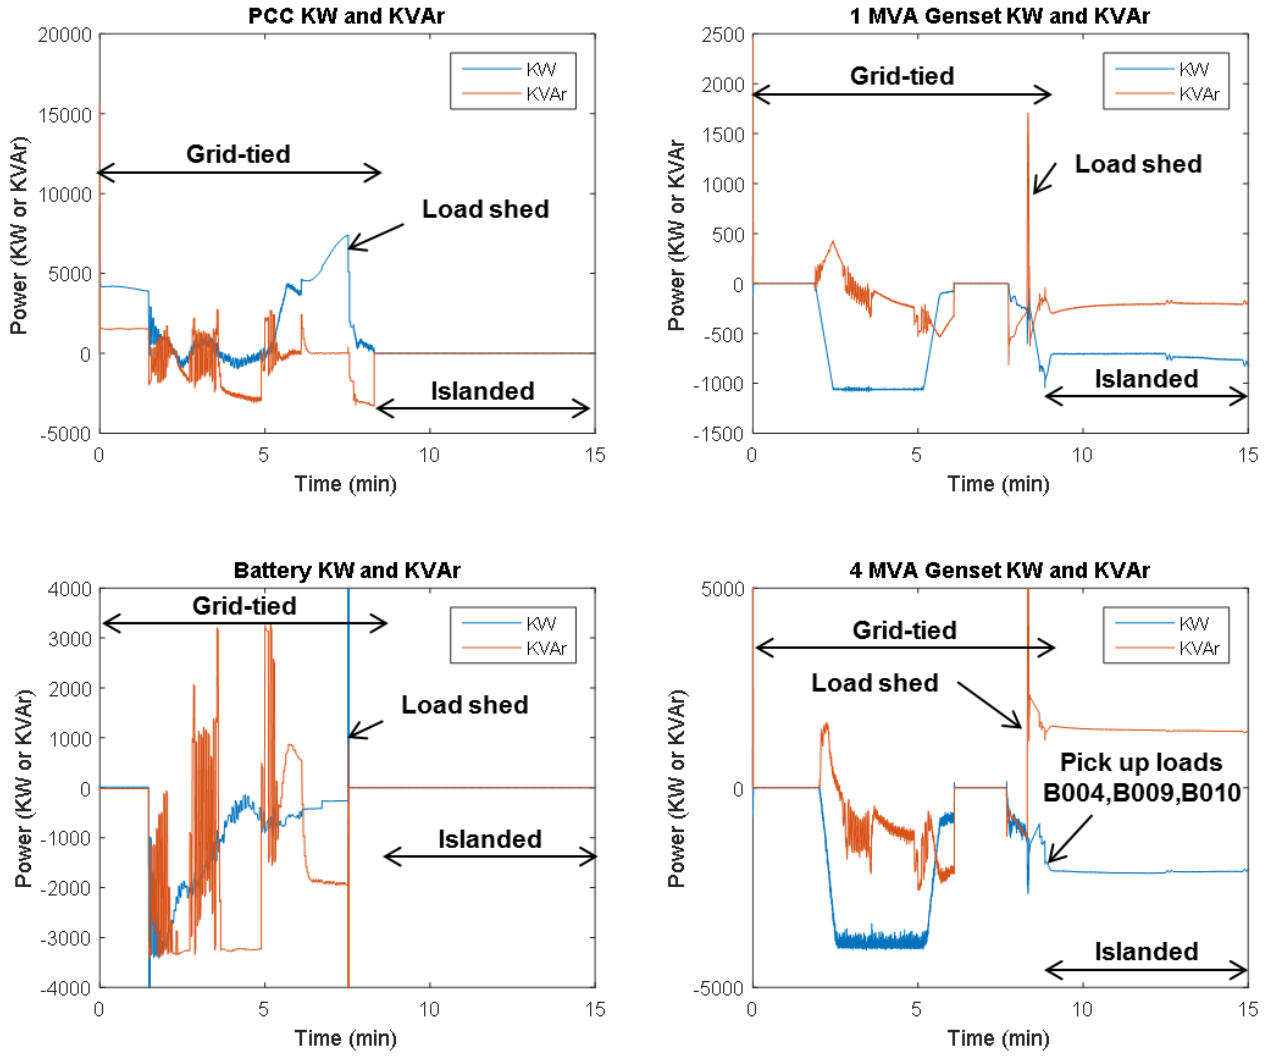 PCC KW and KVAr
20000
15000
10000
5000
0
-5000
Power (KW or KVAr)
KW
KVAr
Grid-tied
Load shed
Islanded
0
5
10
15
Time (min)
1 MVA Genset KW and KVAr
2500
2000
1500
1000
500
0
-500
-1000
-1500
Power (KW or KVAr
KW
KVAr
Grid-tied
Load shed
Islanded
0
5
10
15
Time (min)
Battery KW and KVAr
4000
3000
2000
1000
0
-1000
-2000
-3000
-4000
Power (KW or KVAr)
KW
KVAr
Grid-tied
Load shed
Islanded
0
5
10
15
Time (min)
4 MVA Genset KW and KVAr
5000
0
-5000
Power (KW or KVAr)
KW
KVAr
Grid-tied
Load shed
Pick up loads
B004,B009,B010
Islanded
0
5
10
15
Time (min)